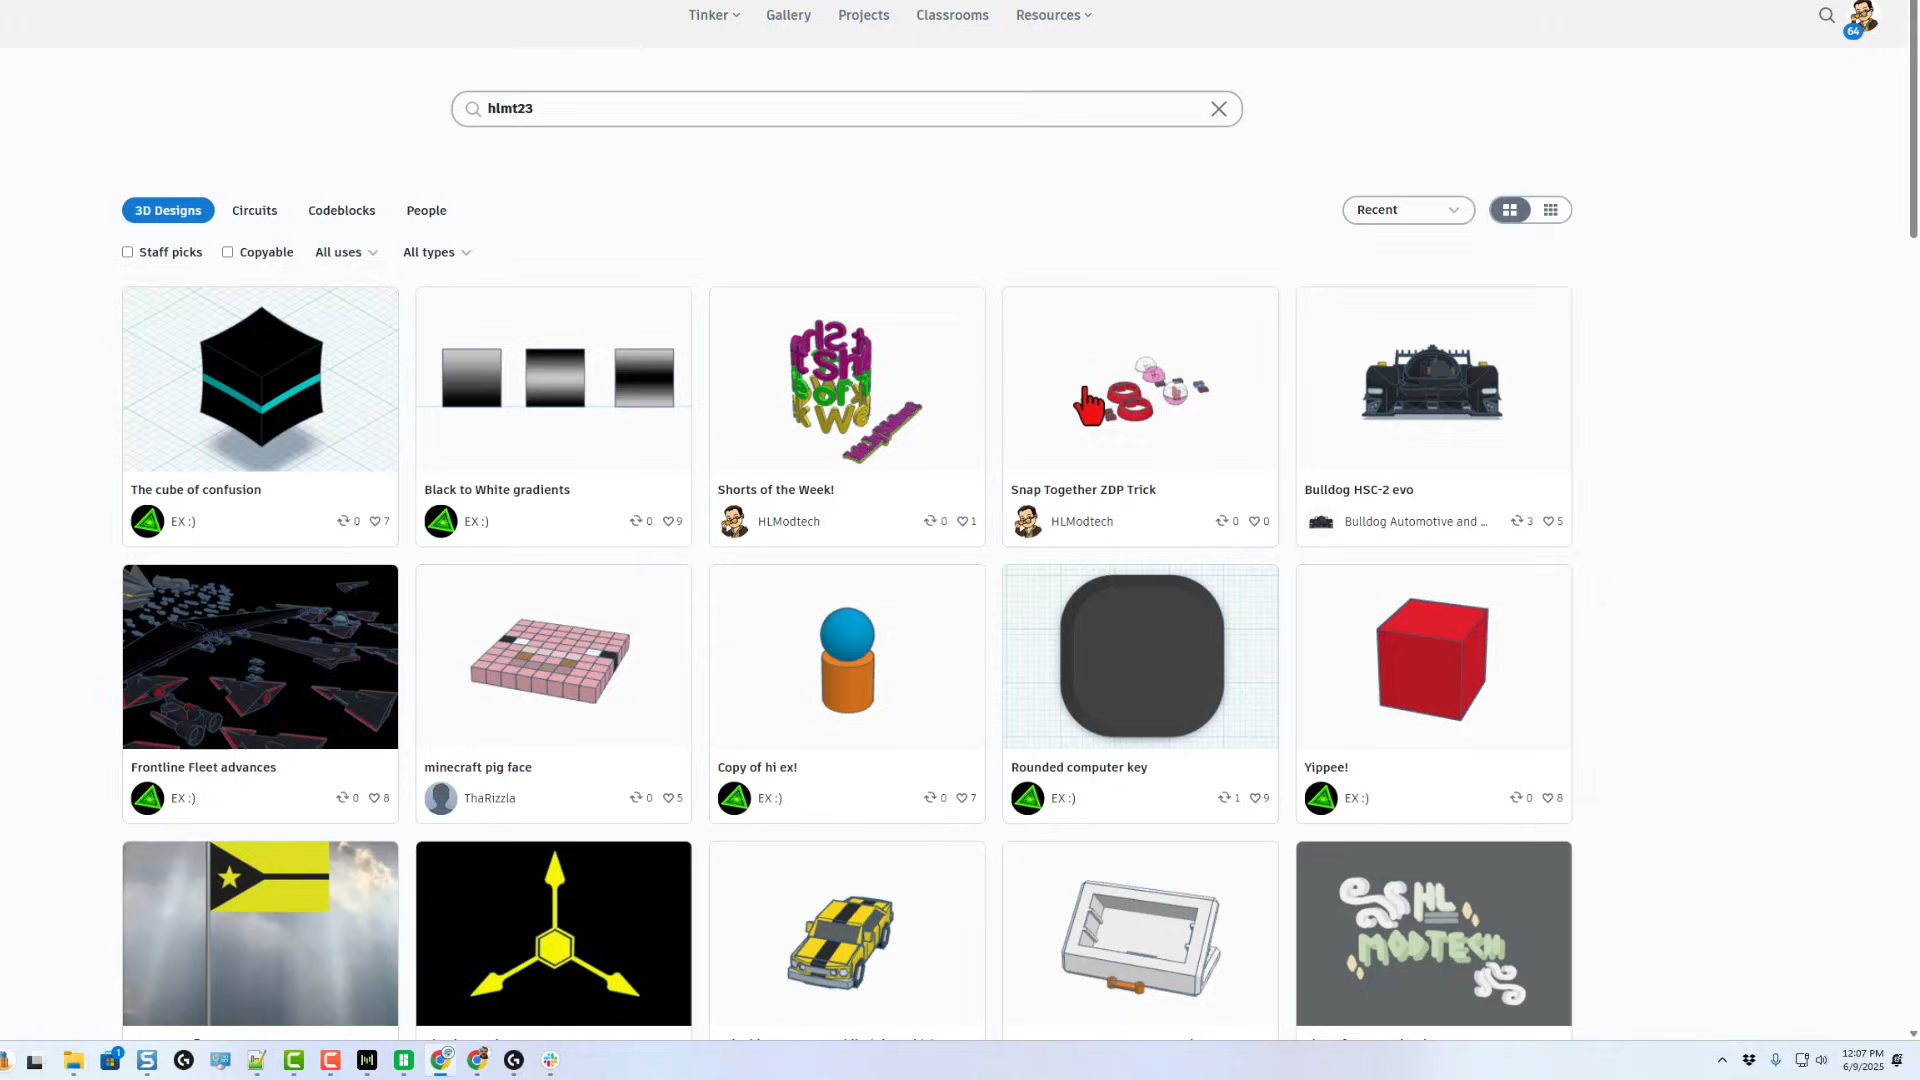 Tinker Gallery Projects Classrooms Resources
64
hlmt23
3D Designs Circuits Codeblocks People
Recent
Staff picks Copyable All uses All types
The cube of confusion
EX :) 0 7
Black to White gradients
EX :) 0 9
Shorts of the Week!
HLModtech 0 1
Snap Together ZDP Trick
HLModtech 0 0
Bulldog HSC-2 evo
Bulldog Automotive and ... 3 5
Frontline Fleet advances
EX :) 0 8
minecraft pig face
ThaRizzla 0 5
Copy of hi ex!
EX :) 0 7
Rounded computer key
EX :) 1 9
Yippee!
EX :) 0 8
HL
MODTECH
1
12:07 PM
6/9/2025